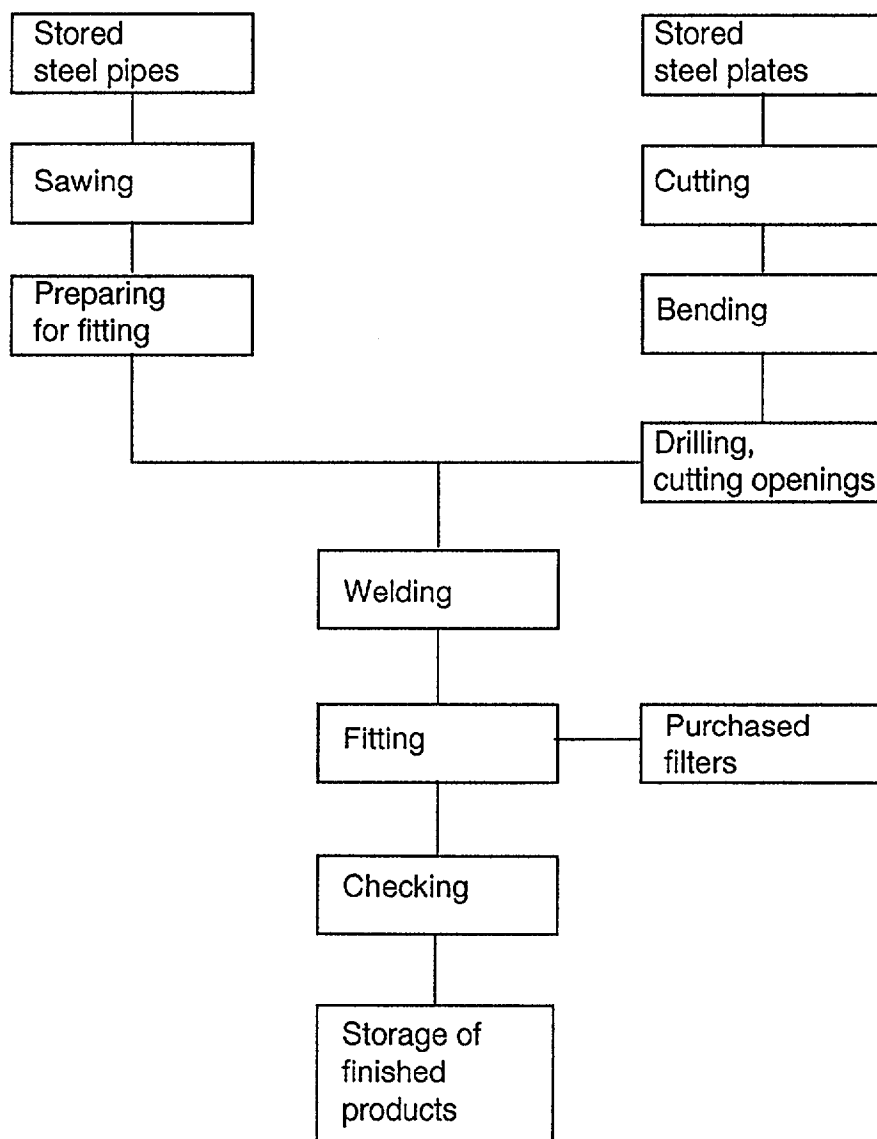 Stored
steel pipes
Stored
steel plates
Sawing
Cutting
Preparing
for fitting
Bending
Drilling,
cutting openings
Welding
Fitting
Purchased
filters
Checking
Storage of
finished
products